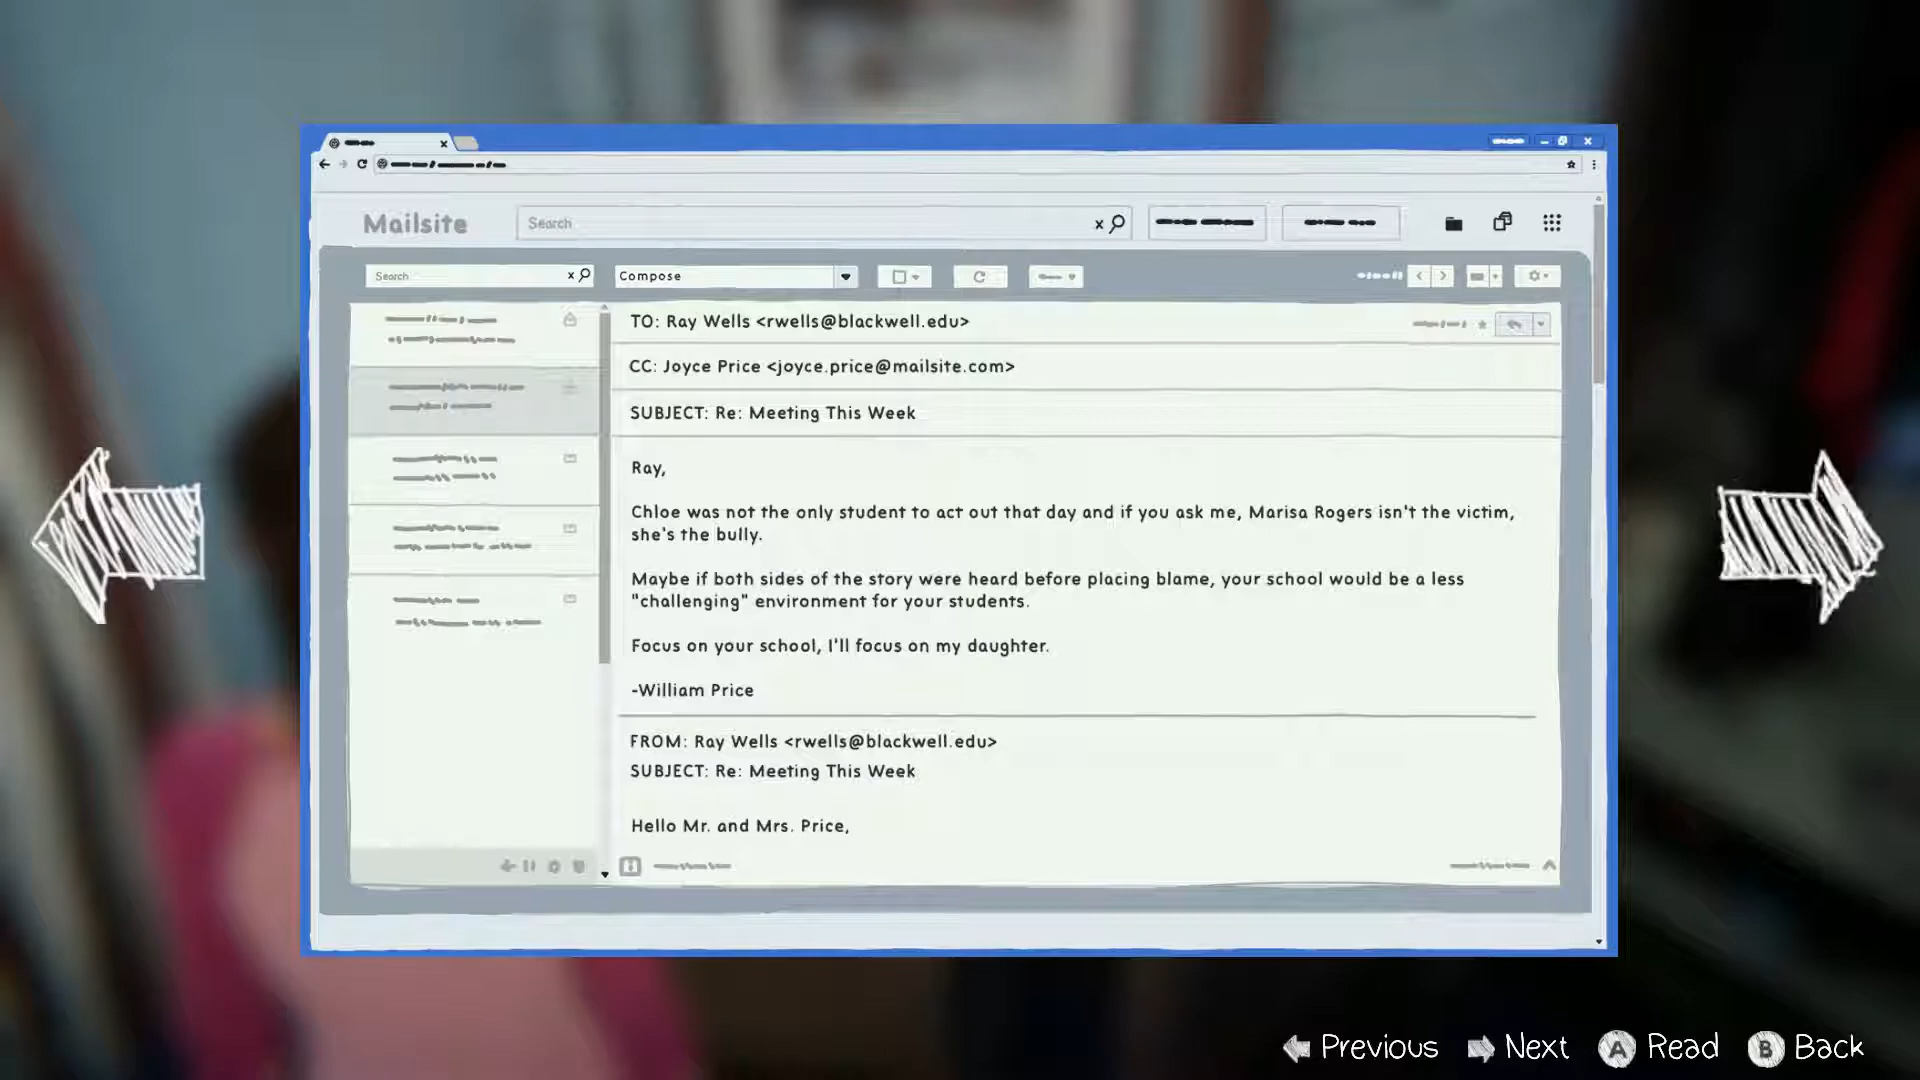 Mailsite
Search
Search
Compose
TO: Ray Wells <rwells@blackwell.edu>
CC: Joyce Price <joyce.price@mailsite.com>
SUBJECT: Re: Meeting This Week
Ray,
Chloe was not the only student to act out that day and if you ask me, Marisa Rogers isn't the victim,
she's the bully.
Maybe if both sides of the story were heard before placing blame, your school would be a less
"challenging" environment for your students.
Focus on your school, I'll focus on my daughter.
-William Price
FROM: Ray Wells <rwells@blackwell.edu>
SUBJECT: Re: Meeting This Week
Hello Mr. and Mrs. Price,
Previous
Next
A Read
B Back